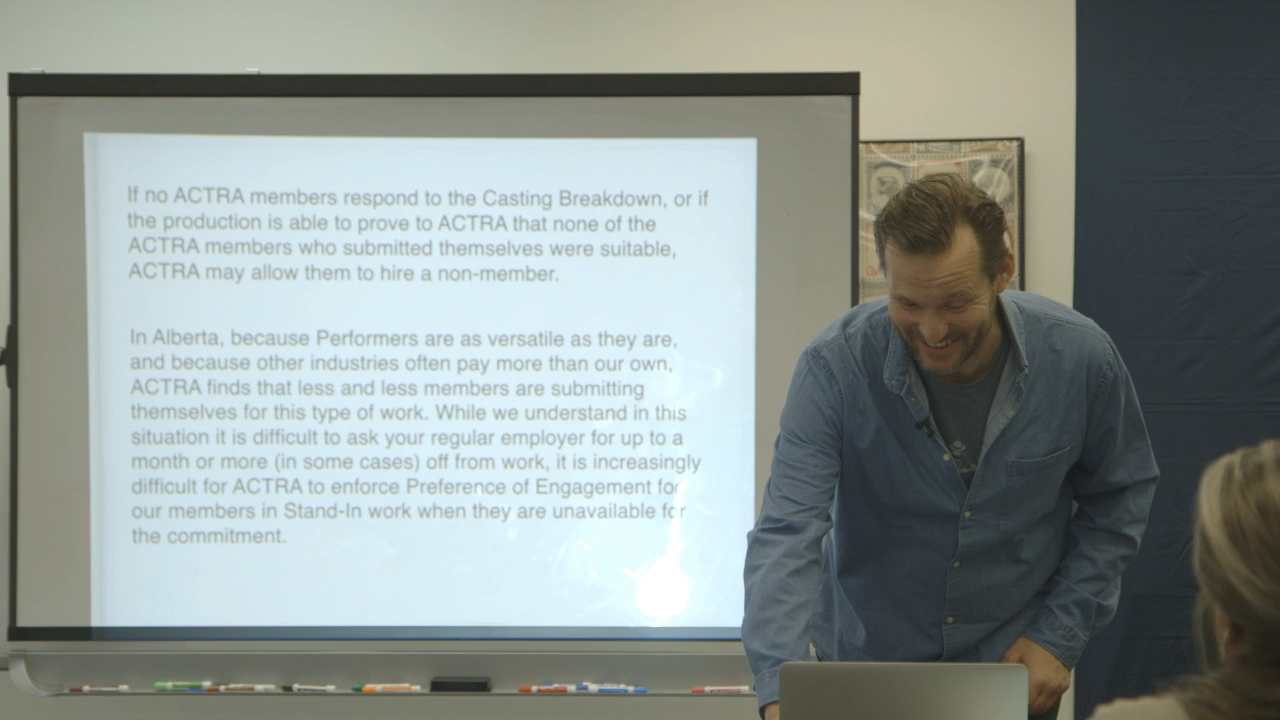 If no ACTRA members respond to the Casting Breakdown, or if
the production is able to prove to ACTRA that none of the
ACTRA members who submitted themselves were suitable,
ACTRA may allow them to hire a non-member.
In Alberta, because Performers are as versatile as they are,
and because other industries often pay more than our own,
ACTRA finds that less and less members are submitting
themselves for this type of work. While we understand in this
situation it is difficult to ask your regular employer for up to a
month or more (in some cases) off from work, it is increasingly
difficult for ACTRA to enforce Preference of Engagement for
our members in Stand-In work when they are unavailable for
the commitment.